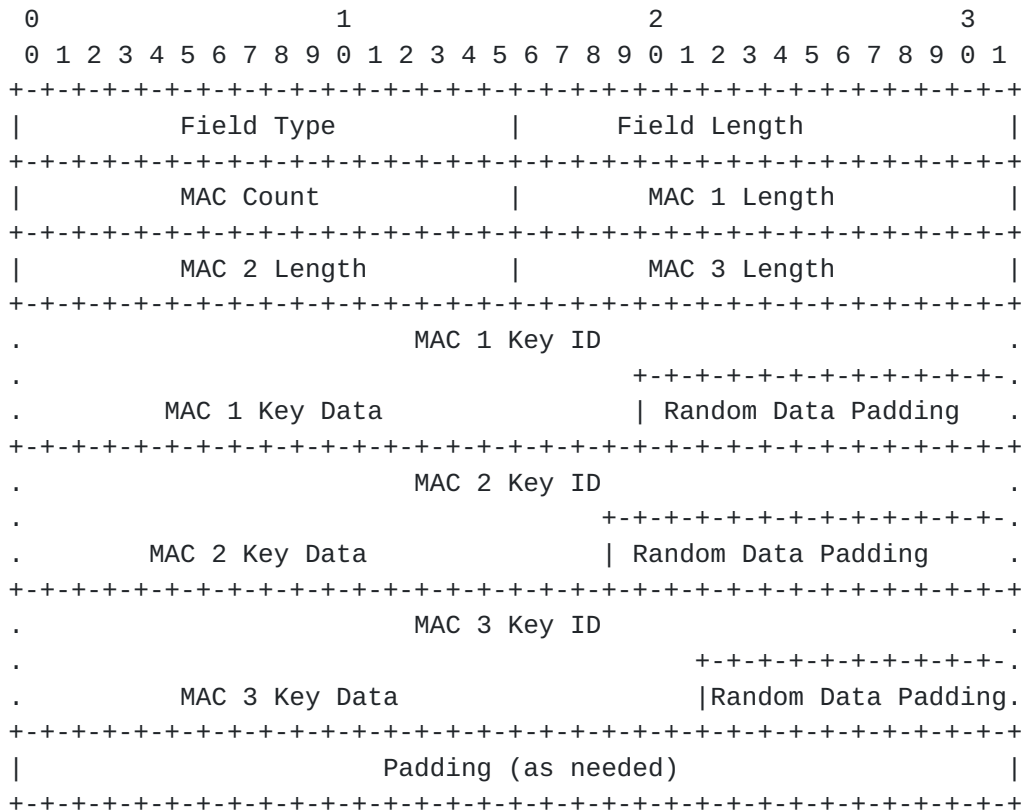 0                   1                   2                   3
 0 1 2 3 4 5 6 7 8 9 0 1 2 3 4 5 6 7 8 9 0 1 2 3 4 5 6 7 8 9 0 1
+-+-+-+-+-+-+-+-+-+-+-+-+-+-+-+-+-+-+-+-+-+-+-+-+-+-+-+-+-+-+-+-+
|          Field Type           |      Field Length             |
+-+-+-+-+-+-+-+-+-+-+-+-+-+-+-+-+-+-+-+-+-+-+-+-+-+-+-+-+-+-+-+-+
|          MAC Count            |        MAC 1 Length           |
+-+-+-+-+-+-+-+-+-+-+-+-+-+-+-+-+-+-+-+-+-+-+-+-+-+-+-+-+-+-+-+-+
|          MAC 2 Length         |        MAC 3 Length           |
+-+-+-+-+-+-+-+-+-+-+-+-+-+-+-+-+-+-+-+-+-+-+-+-+-+-+-+-+-+-+-+-+
.                         MAC 1 Key ID                          .
.                                       +-+-+-+-+-+-+-+-+-+-+-+-.
.         MAC 1 Key Data                | Random Data Padding   .
+-+-+-+-+-+-+-+-+-+-+-+-+-+-+-+-+-+-+-+-+-+-+-+-+-+-+-+-+-+-+-+-+
.                         MAC 2 Key ID                          .
.                                     +-+-+-+-+-+-+-+-+-+-+-+-+-.
.        MAC 2 Key Data               | Random Data Padding     .
+-+-+-+-+-+-+-+-+-+-+-+-+-+-+-+-+-+-+-+-+-+-+-+-+-+-+-+-+-+-+-+-+
.                         MAC 3 Key ID                          .
.                                           +-+-+-+-+-+-+-+-+-+-.
.          MAC 3 Key Data                   |Random Data Padding.
+-+-+-+-+-+-+-+-+-+-+-+-+-+-+-+-+-+-+-+-+-+-+-+-+-+-+-+-+-+-+-+-+
|                       Padding (as needed)                     |
+-+-+-+-+-+-+-+-+-+-+-+-+-+-+-+-+-+-+-+-+-+-+-+-+-+-+-+-+-+-+-+-+